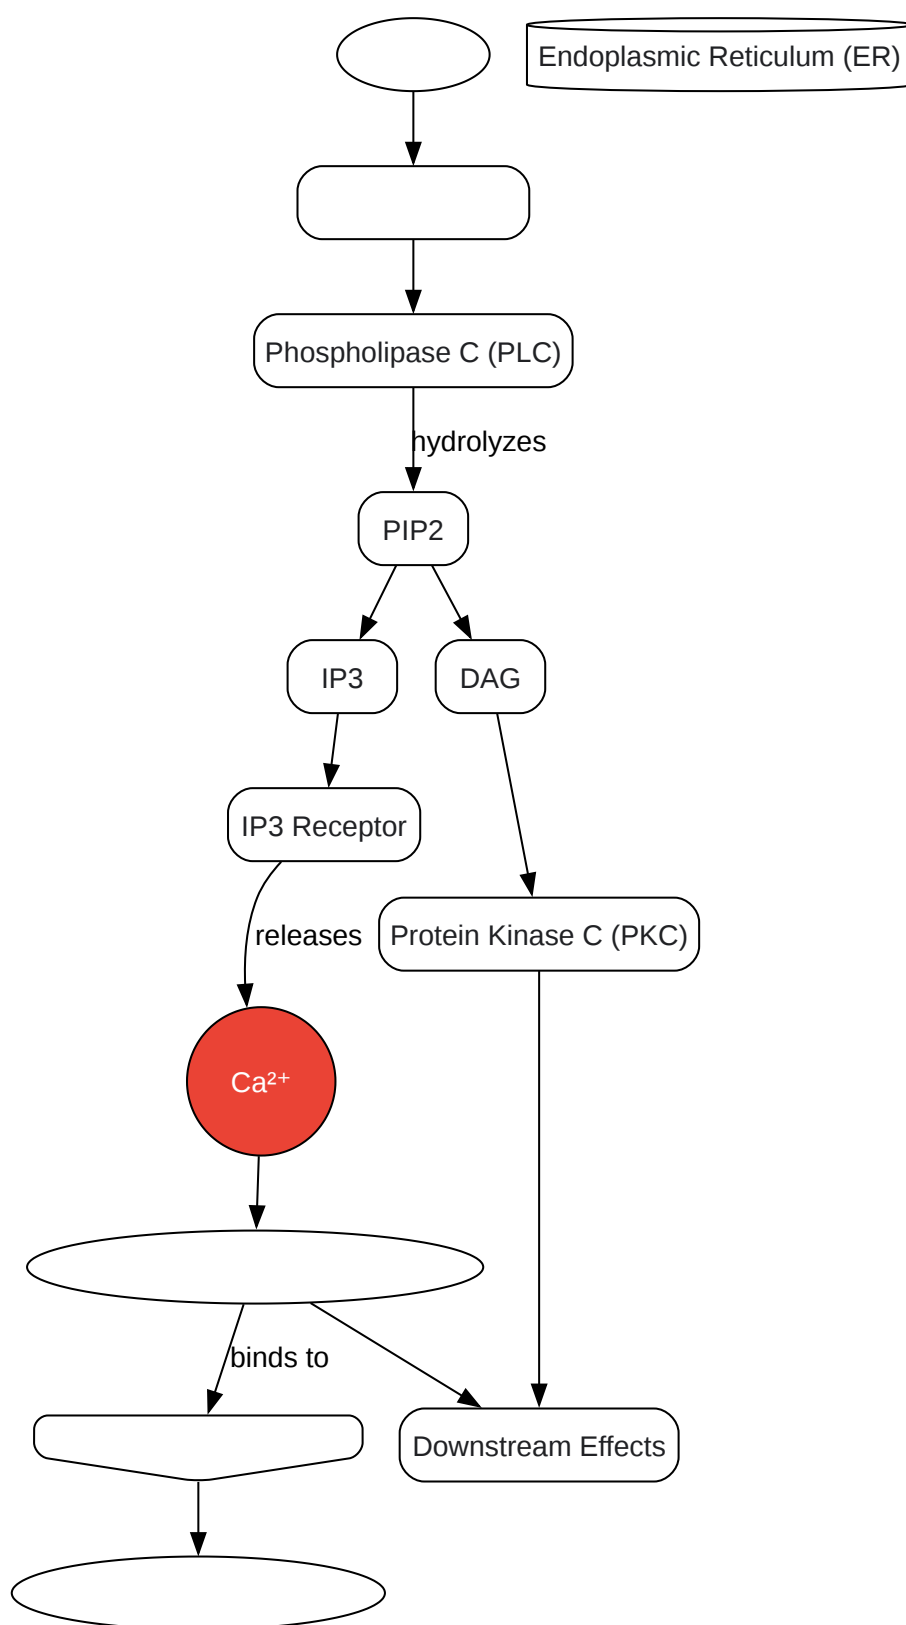 Endoplasmic Reticulum (ER)
Phospholipase C (PLC)
hydrolyzes
PIP2
IP3
DAG
IP3 Receptor
releases
Protein Kinase C (PKC)
Ca²⁺
binds to
Downstream Effects